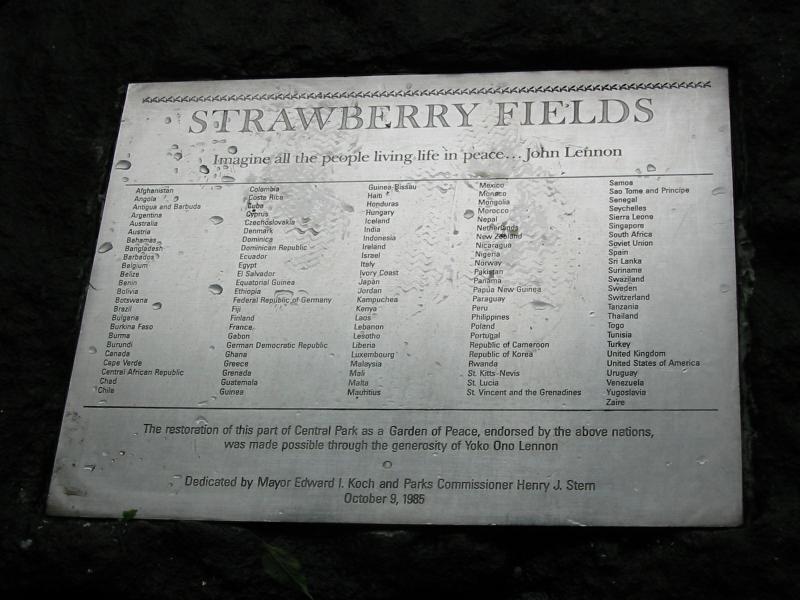 STRAWBERRY FIELDS
Imagine all the people living life in peace... John Lennon
Afghanistan
Angola
Antigua and Barbuda
Argentina
Australia
Austria
Bahamas
Bangladesh
Barbados
Belgium
Belize
Benin
Bolivia
Botswana
Brazil
Bulgaria
Burkina Faso
Burma
Burundi
Canada
Cape Verde
Central African Republic
Chad
Chile
Colombia
Costa Rica
Cuba
Cyprus
Czechoslovakia
Denmark
Dominica
Dominican Republic
Ecuador
Egypt
El Salvador
Equatorial Guinea
Ethiopia
Federal Republic of Germany
Fiji
Finland
France
Gabon
German Democratic Republic
Ghana
Greece
Grenada
Guatemala
Guinea
Guinea Bissau
Haiti
Honduras
Hungary
Iceland
India
Indonesia
Ireland
Israel
Italy
Ivory Coast
Japan
Jordan
Kampuchea
Kenya
Laos
Lebanon
Lesotho
Liberia
Luxembourg
Malaysia
Mali
Malta
Mauritius
Mexico
Monaco
Mongolia
Morocco
Nepal
Netherlands
New Zealand
Nicaragua
Nigeria
Norway
Pakistan
Panama
Papua New Guinea
Paraguay
Peru
Philippines
Poland
Portugal
Republic of Cameroon
Republic of Korea
Rwanda
St. Kitts-Nevis
St. Lucia
St. Vincent and the Grenadines
Samoa
Sao Tome and Principe
Senegal
Seychelles
Sierra Leone
Singapore
South Africa
Soviet Union
Spain
Sri Lanka
Suriname
Swaziland
Sweden
Switzerland
Tanzania
Thailand
Togo
Tunisia
Turkey
United Kingdom
United States of America
Uruguay
Venezuela
Yugoslavia
Zaire
The restoration of this part of Central Park as a Garden of Peace, endorsed by the above nations,
was made possible through the generosity of Yoko Ono Lennon
Dedicated by Mayor Edward I. Koch and Parks Commissioner Henry J. Stern
October 9, 1985